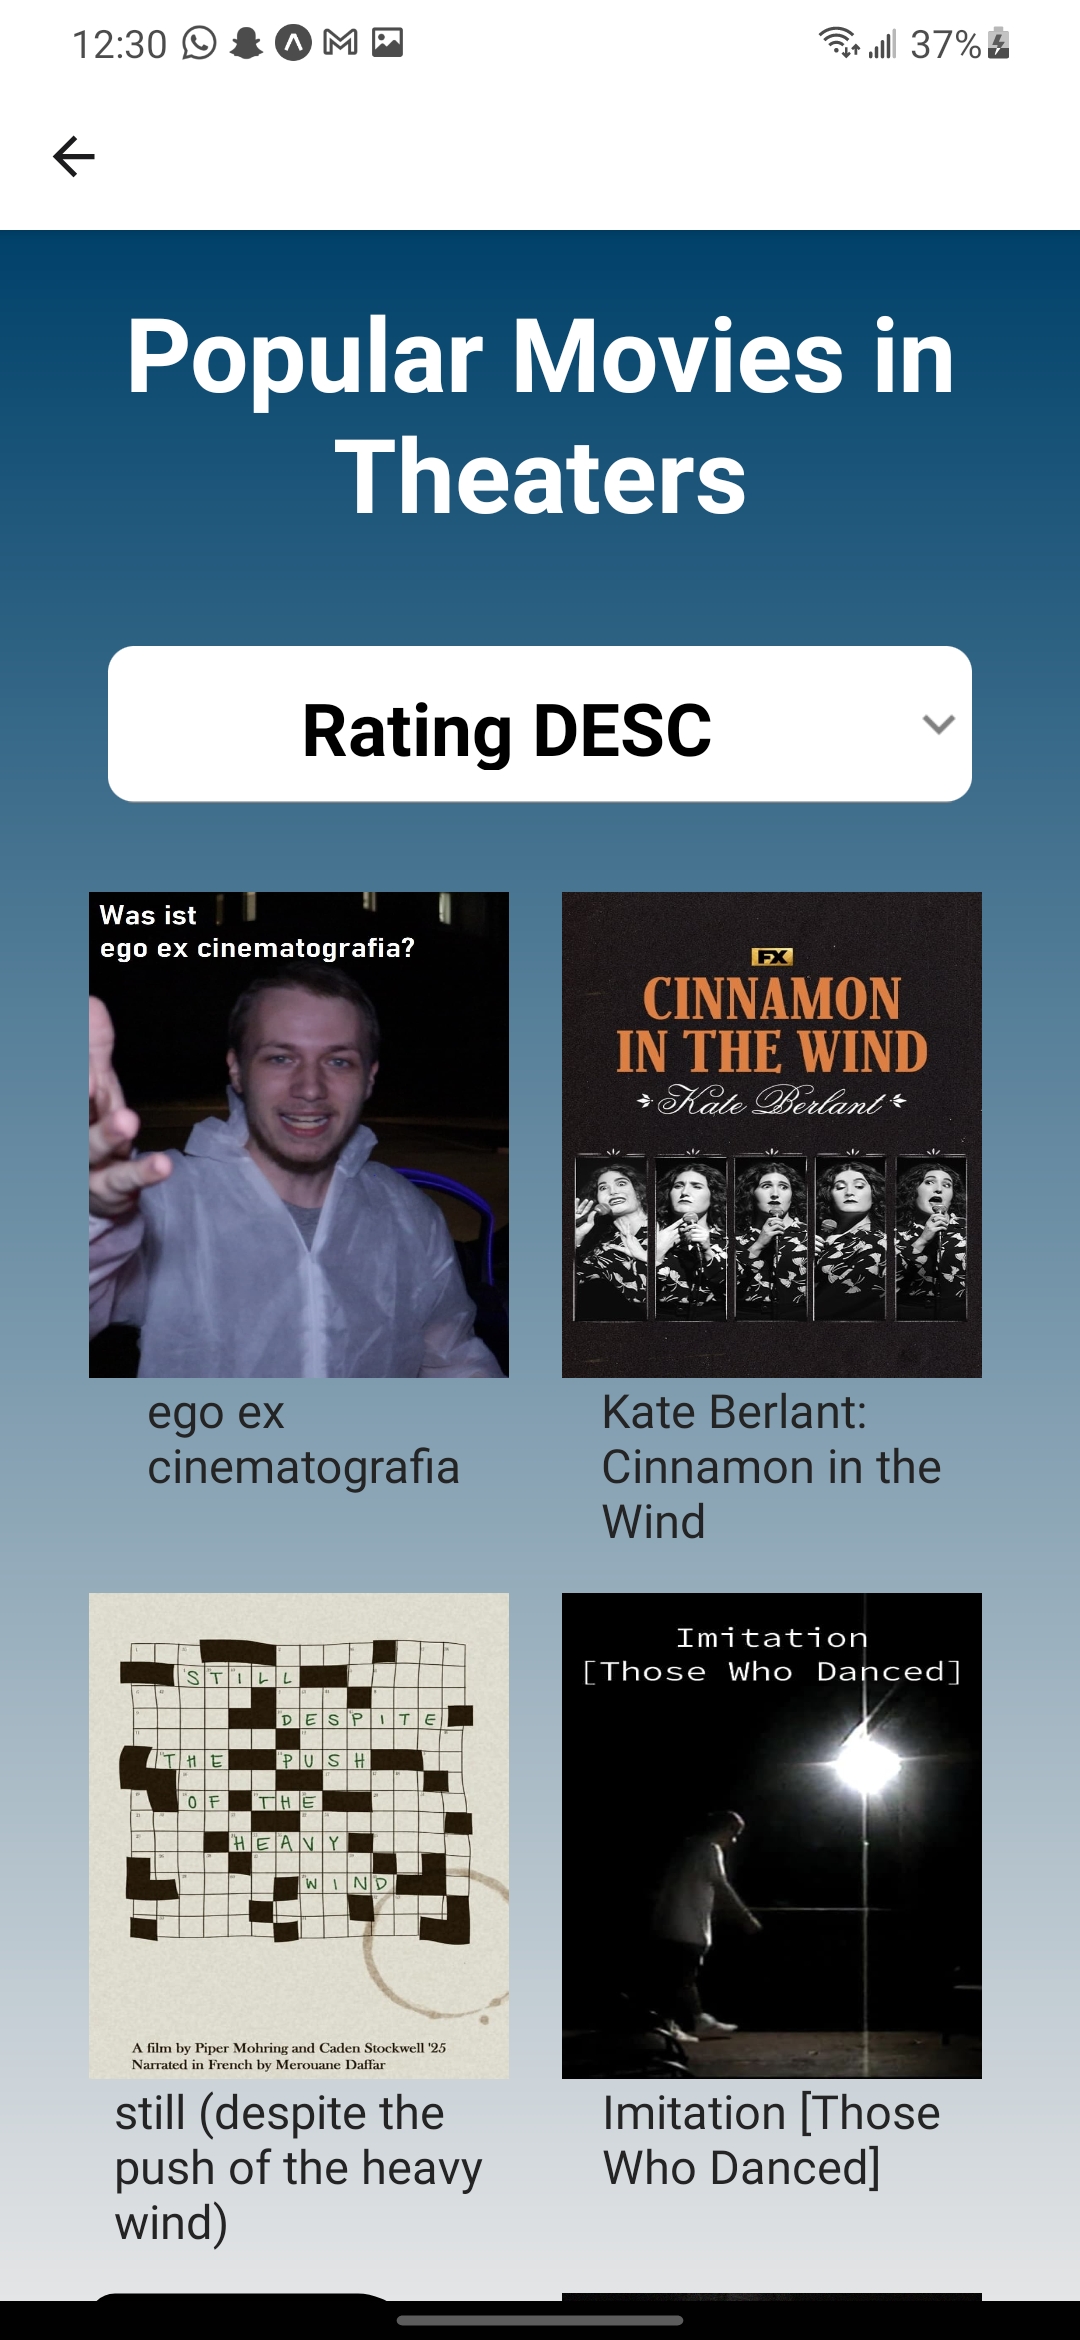 12:30
37%
Popular Movies in
Theaters
Rating DESC
Was ist
ego ex cinematografia?
FX
CINNAMON
IN THE WIND
Kate Berlant
ego ex
cinematografia
Kate Berlant:
Cinnamon in the
Wind
STILL
DESPITE
THE PUSH
OF THE
HEAVY
WIND
A film by Piper Mohring and Caden Stockwell '25
Narrated in French by Merouane Daffar
Imitation
[Those Who Danced]
still (despite the
push of the heavy
wind)
Imitation [Those
Who Danced]